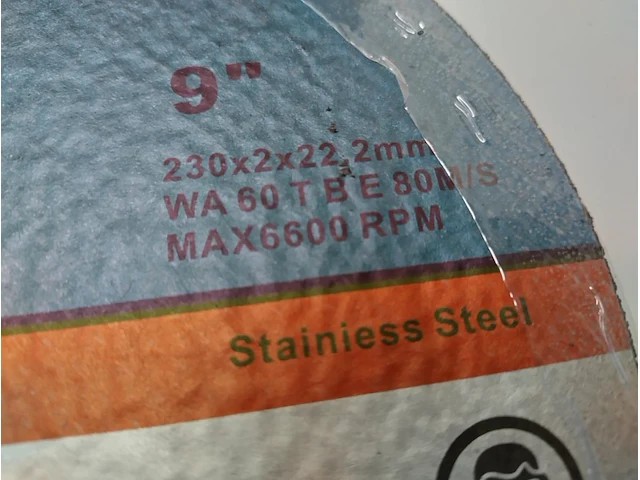 9"
230x2x22.2mm
WA 60 T B E 80M/S
MAX6600 RPM
Stainiess Steel